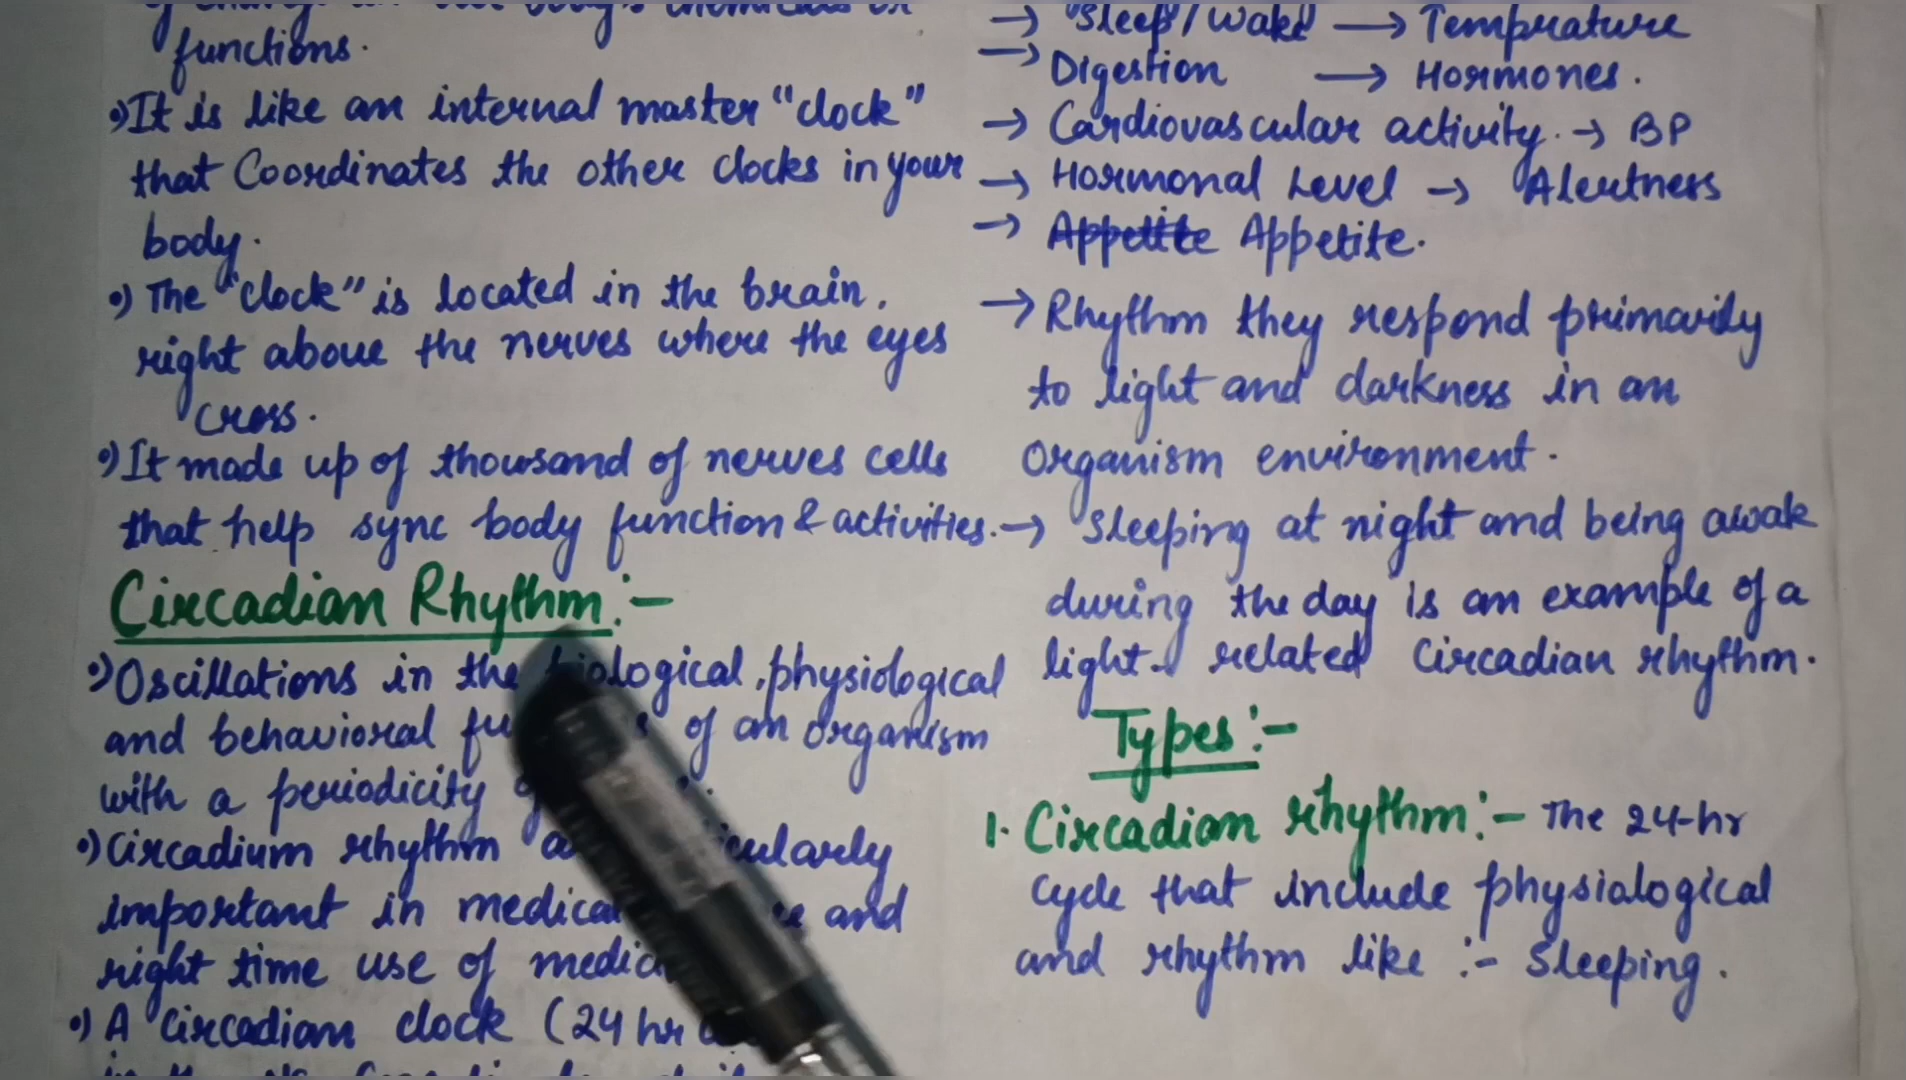 functions.
•) It is like an internal master "clock"
that Coordinates the other clocks in your
body.
•) The "clock" is located in the brain,
right above the nerves where the eyes
cross.
•) It made up of thousand of nerves cells
that help sync body function & activities.
Circadian Rhythm :-
•) Oscillations in the biological, physiological
and behavioral of an organism
with a periodicity
•) Circadium rhythm
important in medical and
right time use of
•) A circadian clock (24 hr
→ Sleep/Wake → Temprature
→ Digestion → Hormones.
→ Cardiovascular activity. → BP
→ Hormonal Level → Alertness
→ Appetite Appetite.
→ Rhythm they respond primarily
to light and darkness in an
Organism environment.
→ Sleeping at night and being awak
during the day is an example of a
light. related Circadian rhythm.
Types :-
1. Circadian rhythm :- The 24-hr
cycle that include physialogical
and rhythm like :- Sleeping.